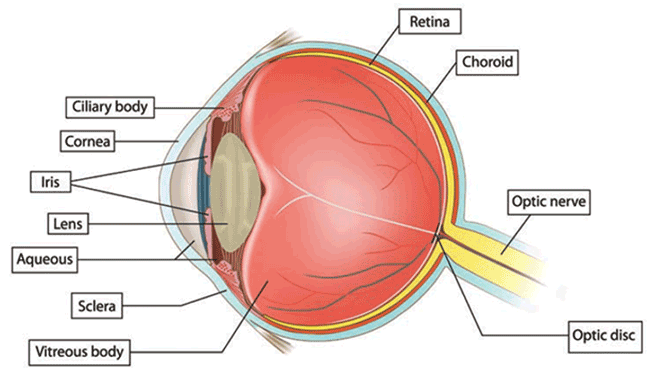 Retina
Choroid
Ciliary body
Cornea
Iris
Lens
Aqueous
Sclera
Vitreous body
Optic nerve
Optic disc